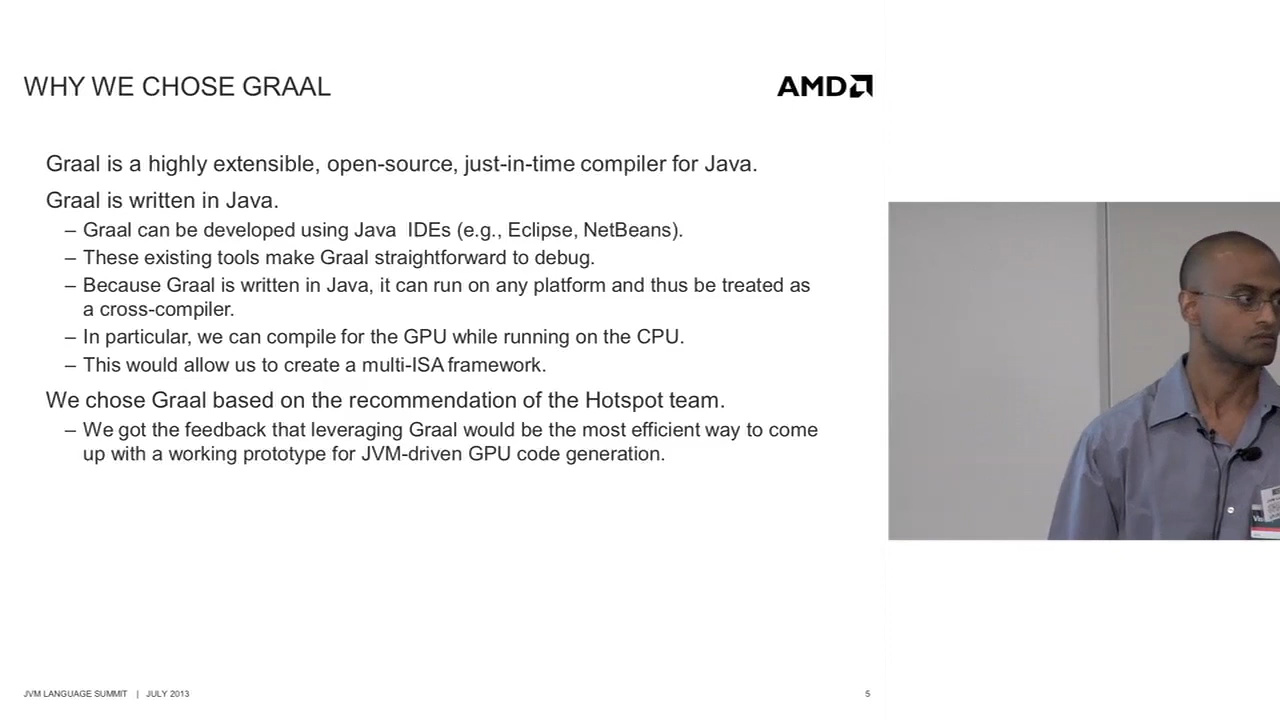 WHY WE CHOSE GRAAL
AMD
Graal is a highly extensible, open-source, just-in-time compiler for Java.
Graal is written in Java.
– Graal can be developed using Java IDEs (e.g., Eclipse, NetBeans).
– These existing tools make Graal straightforward to debug.
– Because Graal is written in Java, it can run on any platform and thus be treated as
a cross-compiler.
– In particular, we can compile for the GPU while running on the CPU.
– This would allow us to create a multi-ISA framework.
We chose Graal based on the recommendation of the Hotspot team.
– We got the feedback that leveraging Graal would be the most efficient way to come
up with a working prototype for JVM-driven GPU code generation.
JVM LANGUAGE SUMMIT | JULY 2013
5